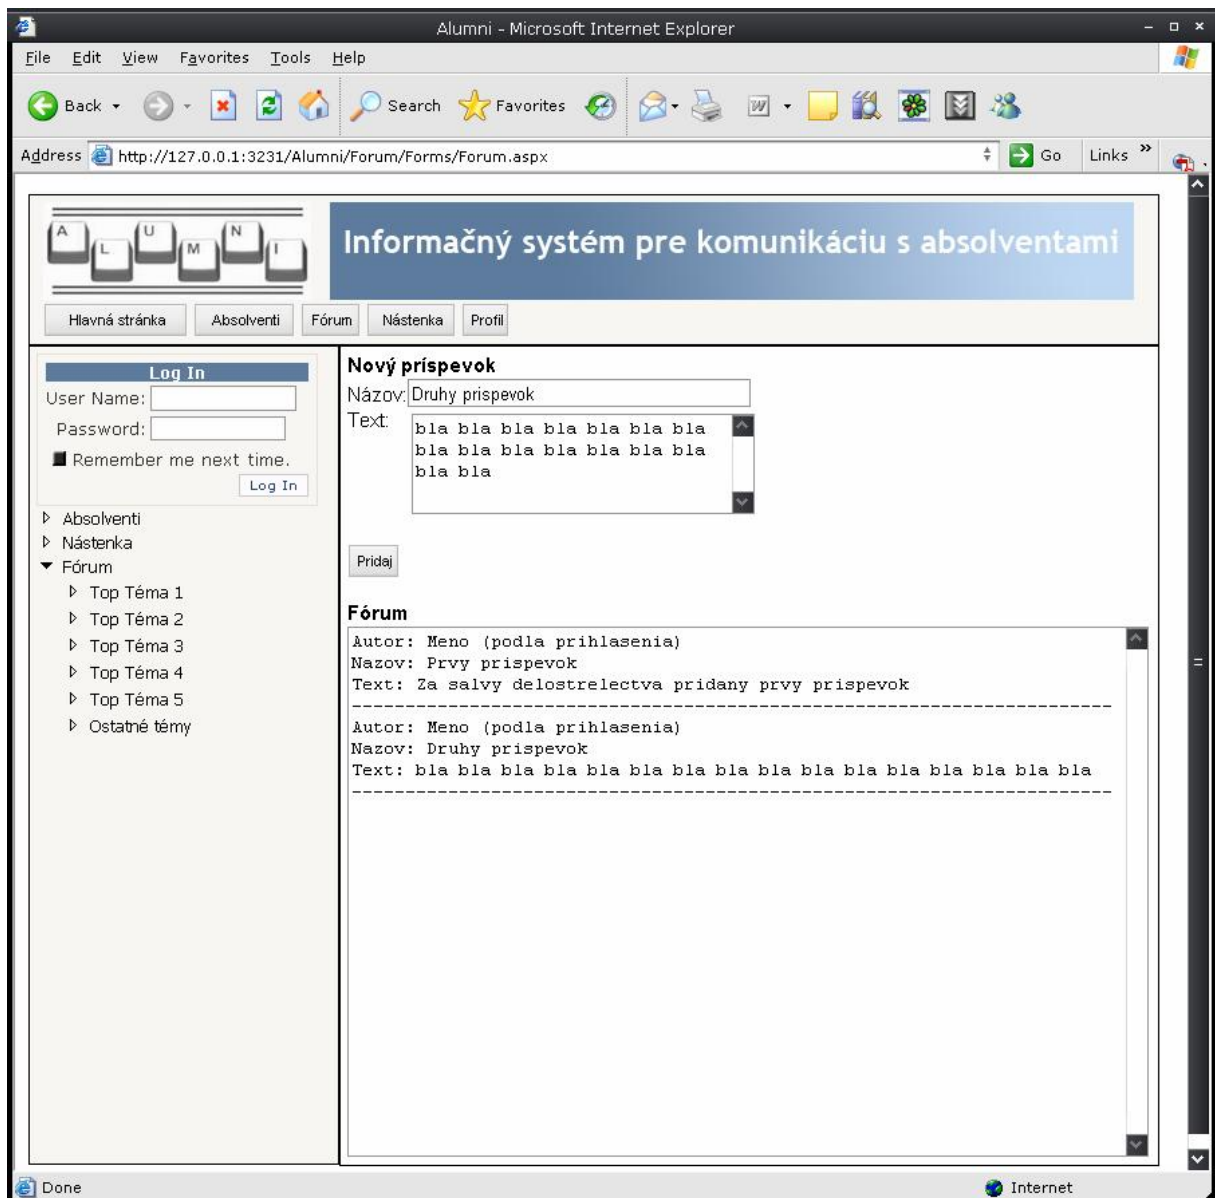 Alumni - Microsoft Internet Explorer
File Edit View Favorites Tools Help
Back Search Favorites
Address http://127.0.0.1:3231/Alumni/Forum/Forms/Forum.aspx Go Links »
A L U M N I
Informačný systém pre komunikáciu s absolventami
Hlavná stránka Absolventi Fórum Nástenka Profil
Log In
User Name:
Password:
Remember me next time.
Log In
Absolventi
Nástenka
Fórum
Top Téma 1
Top Téma 2
Top Téma 3
Top Téma 4
Top Téma 5
Ostatné témy
Nový príspevok
Názov: Druhy prispevok
Text: bla bla bla bla bla bla bla
bla bla bla bla bla bla bla
bla bla
Pridaj
Fórum
Autor: Meno (podla prihlasenia)
Nazov: Prvy prispevok
Text: Za salvy delostrelectva pridany prvy prispevok
-----------------------------------------------------------------------
Autor: Meno (podla prihlasenia)
Nazov: Druhy prispevok
Text: bla bla bla bla bla bla bla bla bla bla bla bla bla bla bla bla
-----------------------------------------------------------------------
Done Internet